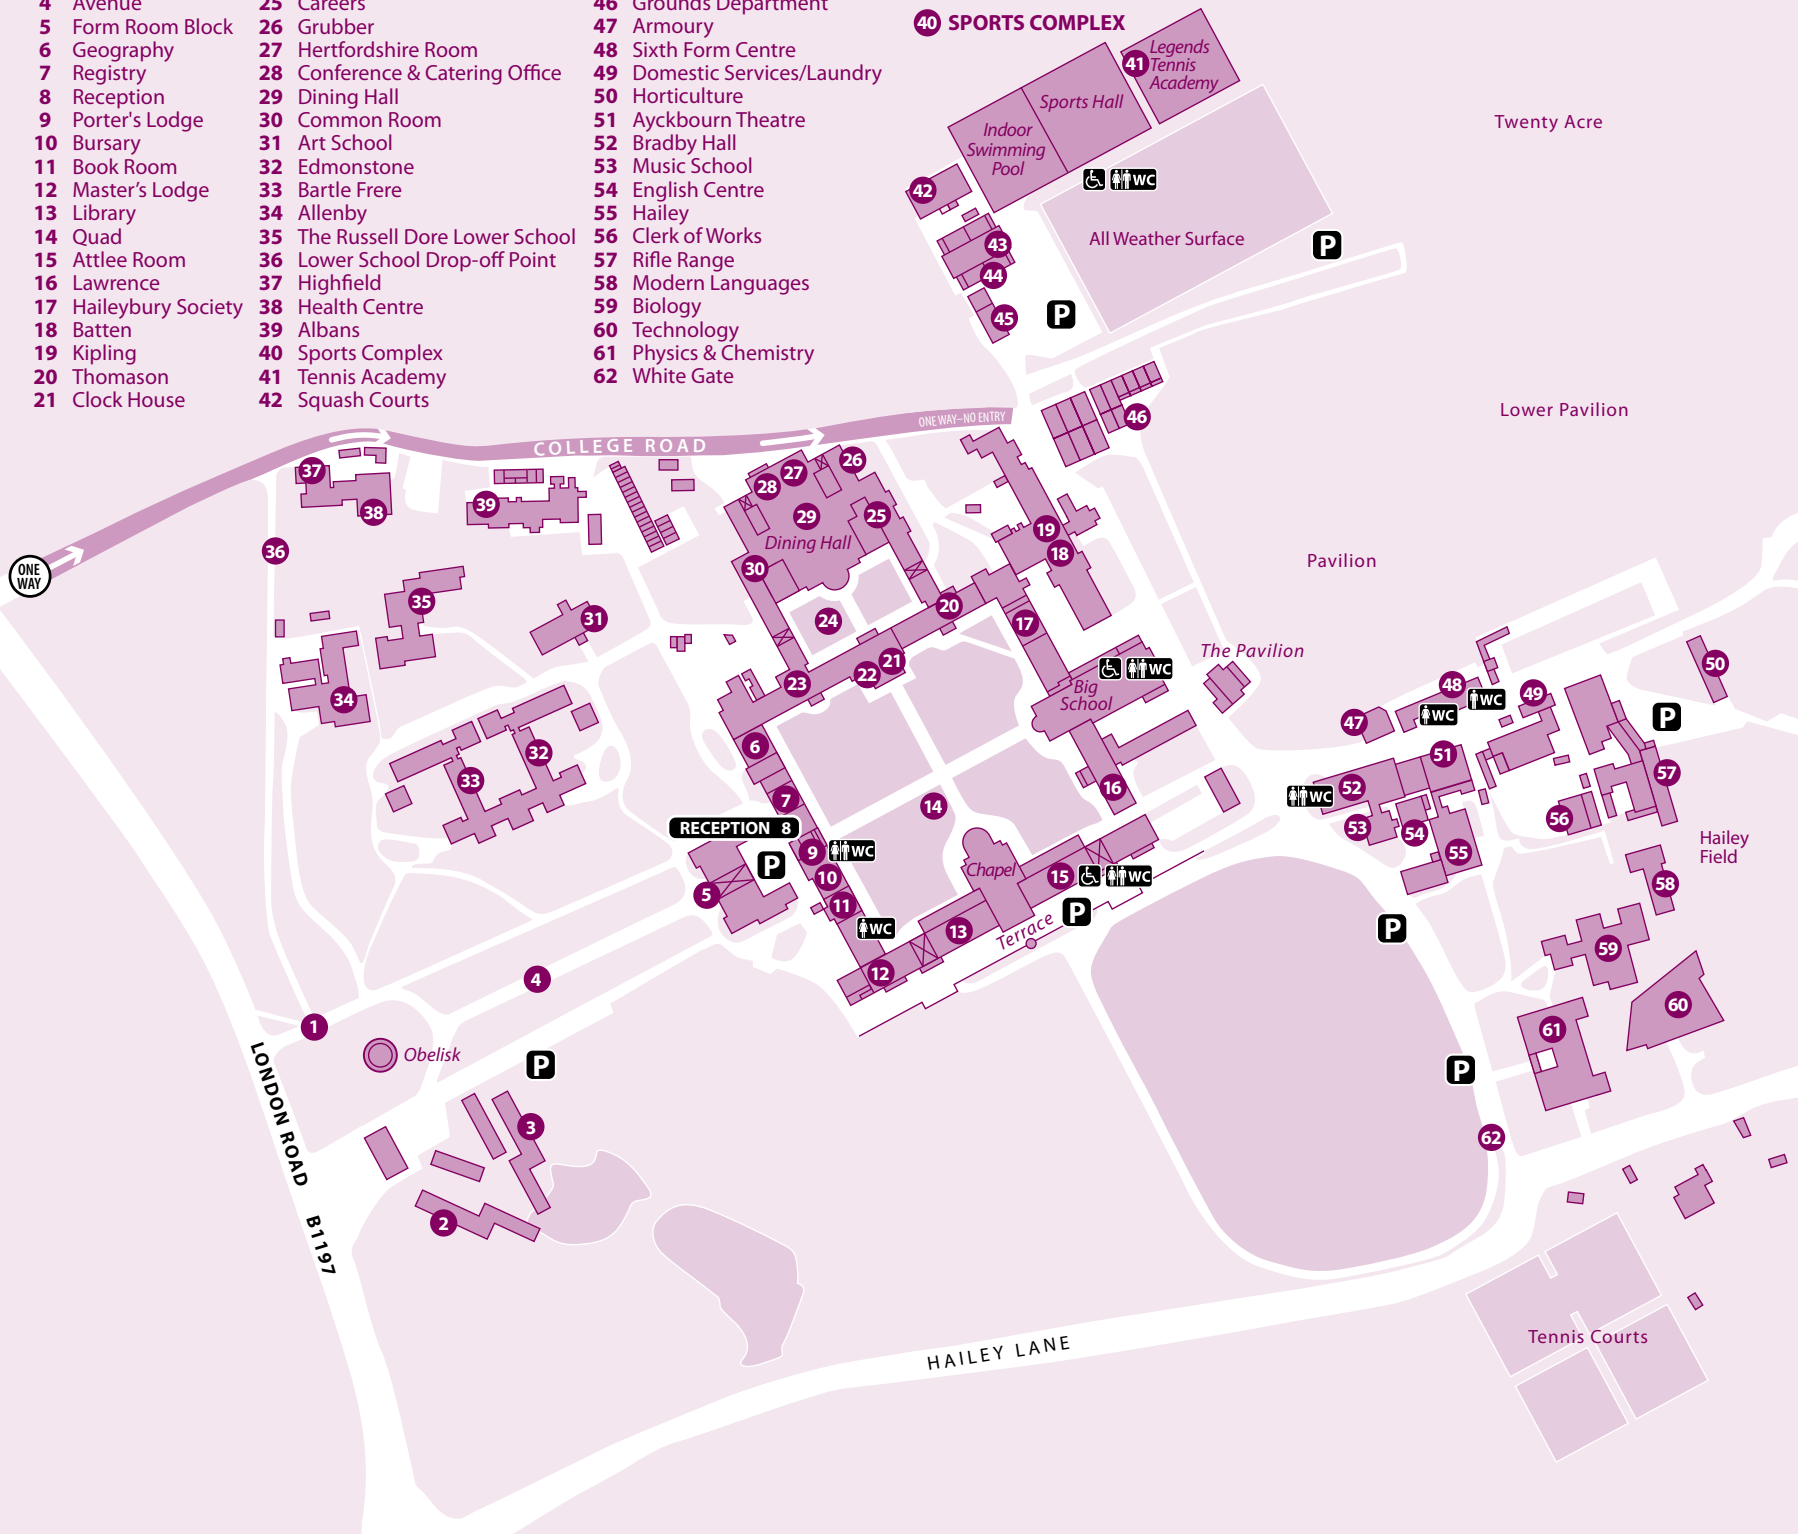 4 Avenue
5 Form Room Block
6 Geography
7 Registry
8 Reception
9 Porter's Lodge
10 Bursary
11 Book Room
12 Master's Lodge
13 Library
14 Quad
15 Attlee Room
16 Lawrence
17 Haileybury Society
18 Batten
19 Kipling
20 Thomason
21 Clock House
25 Careers
26 Grubber
27 Hertfordshire Room
28 Conference & Catering Office
29 Dining Hall
30 Common Room
31 Art School
32 Edmonstone
33 Bartle Frere
34 Allenby
35 The Russell Dore Lower School
36 Lower School Drop-off Point
37 Highfield
38 Health Centre
39 Albans
40 Sports Complex
41 Tennis Academy
42 Squash Courts
46 Grounds Department
47 Armoury
48 Sixth Form Centre
49 Domestic Services/Laundry
50 Horticulture
51 Ayckbourn Theatre
52 Bradby Hall
53 Music School
54 English Centre
55 Hailey
56 Clerk of Works
57 Rifle Range
58 Modern Languages
59 Biology
60 Technology
61 Physics & Chemistry
62 White Gate
40 SPORTS COMPLEX
41
Legends
Tennis
Academy
Sports Hall
Indoor
Swimming
Pool
WC
42
43
44
45
All Weather Surface
P
P
Twenty Acre
Lower Pavilion
Pavilion
46
ONE WAY–NO ENTRY
COLLEGE ROAD
ONE
WAY
37
38
39
36
35
31
34
32
33
26
27
28
29
Dining Hall
25
30
24
23
22
21
20
19
18
17
WC
Big
School
16
The Pavilion
6
7
14
RECEPTION 8
P
9
WC
10
11
5
WC
12
13
Chapel
15
WC
P
Terrace
48
WC
WC
49
47
50
P
51
52
WC
53
54
55
56
57
Hailey
Field
58
59
60
61
P
P
62
4
1
Obelisk
P
3
2
LONDON ROAD B1197
HAILEY LANE
Tennis Courts